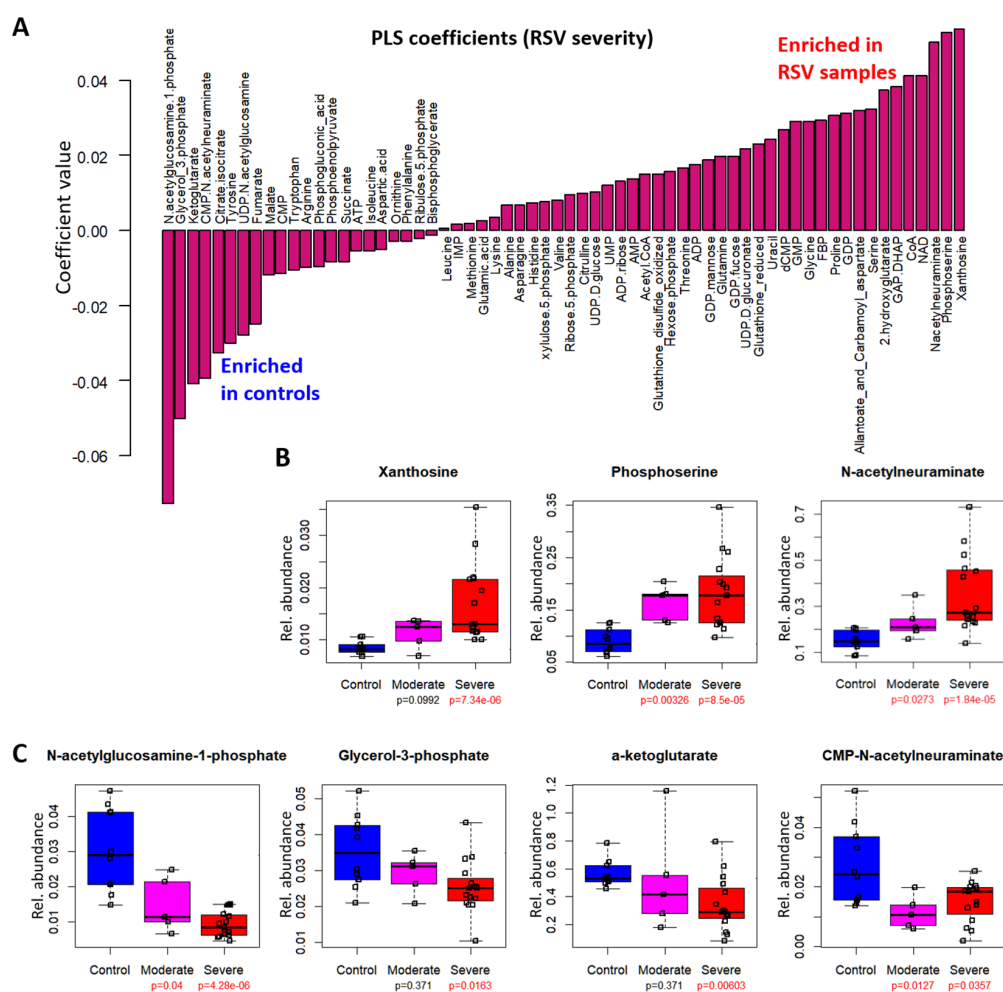 A
PLS coefficients (RSV severity)
Enriched in
RSV samples
Coefficient value
0.04
0.02
0.00
-0.02
-0.04
-0.06
N.acetylglucosamine.1.phosphate
Glycerol_3.phosphate
Ketoglutarate
CMP.N.acetylneuraminate
Citrate.isocitrate
Tyrosine
UDP.N.acetylglucosamine
Fumarate
Malate
CMP
Tryptophan
Arginine
Phosphogluconic_acid
Phosphoenolpyruvate
Succinate
ATP
Isoleucine
Aspartic.acid
Ornithine
Phenylalanine
Ribulose.5.phosphate
Bisphosphoglycerate
Leucine
IMP
Methionine
Glutamic.acid
Lysine
Alanine
Asparagine
Histidine
xylulose.5.phosphate
Valine
Ribose.5.phosphate
Citrulline
UDP.D.glucose
UMP
ADP.ribose
AMP
Acetyl.CoA
Glutathione_disulfide_oxidized
Hexose.phosphate
Threonine
ADP
GDP.mannose
Glutamine
GDP.fucose
UDP.D.glucuronate
Glutathione_reduced
Uracil
dCMP
GMP
Glycine
FBP
Proline
GDP
Allantoate_and_Carbamoyl_aspartate
Serine
2.hydroxyglutarate
GAP.DHAP
CoA
NAD
Nacetylneuraminate
Phosphoserine
Xanthosine
Enriched
in controls
B
Xanthosine
Rel. abundance
0.030
0.020
0.010
Control Moderate Severe
p=0.0992 p=7.34e-06
Phosphoserine
Rel. abundance
0.35
0.25
0.15
0.05
Control Moderate Severe
p=0.00326 p=8.5e-05
N-acetylneuraminate
Rel. abundance
0.7
0.5
0.3
0.1
Control Moderate Severe
p=0.0273 p=1.84e-05
C
N-acetylglucosamine-1-phosphate
Rel. abundance
0.04
0.03
0.02
0.01
Control Moderate Severe
p=0.04 p=4.28e-06
Glycerol-3-phosphate
Rel. abundance
0.05
0.04
0.03
0.02
0.01
Control Moderate Severe
p=0.371 p=0.0163
a-ketoglutarate
Rel. abundance
1.2
1.0
0.8
0.6
0.4
0.2
Control Moderate Severe
p=0.371 p=0.00603
CMP-N-acetylneuraminate
Rel. abundance
0.04
0.02
0.00
Control Moderate Severe
p=0.0127 p=0.0357